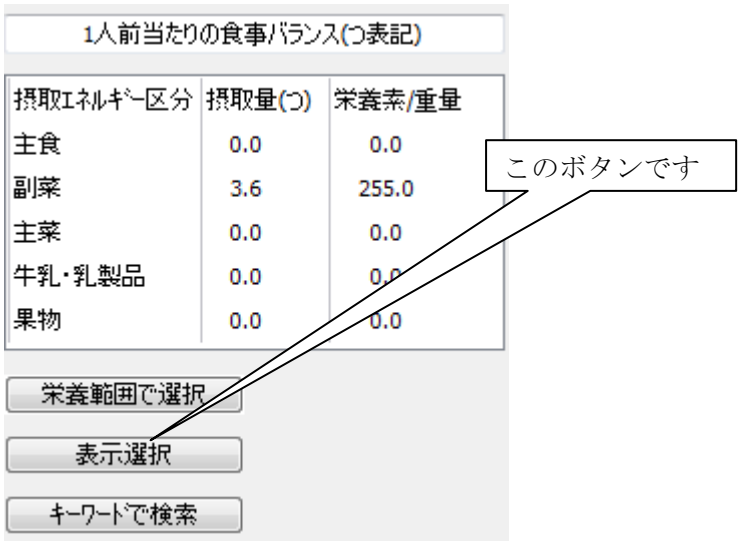 1人前当たりの食事バランス(つ表記)
摂取エネルギー区分 摂取量(つ) 栄養素/重量
主食 0.0 0.0
副菜 3.6 255.0
このボタンです
主菜 0.0 0.0
牛乳・乳製品 0.0 0.0
果物 0.0 0.0
栄養範囲で選択
表示選択
キーワードで検索